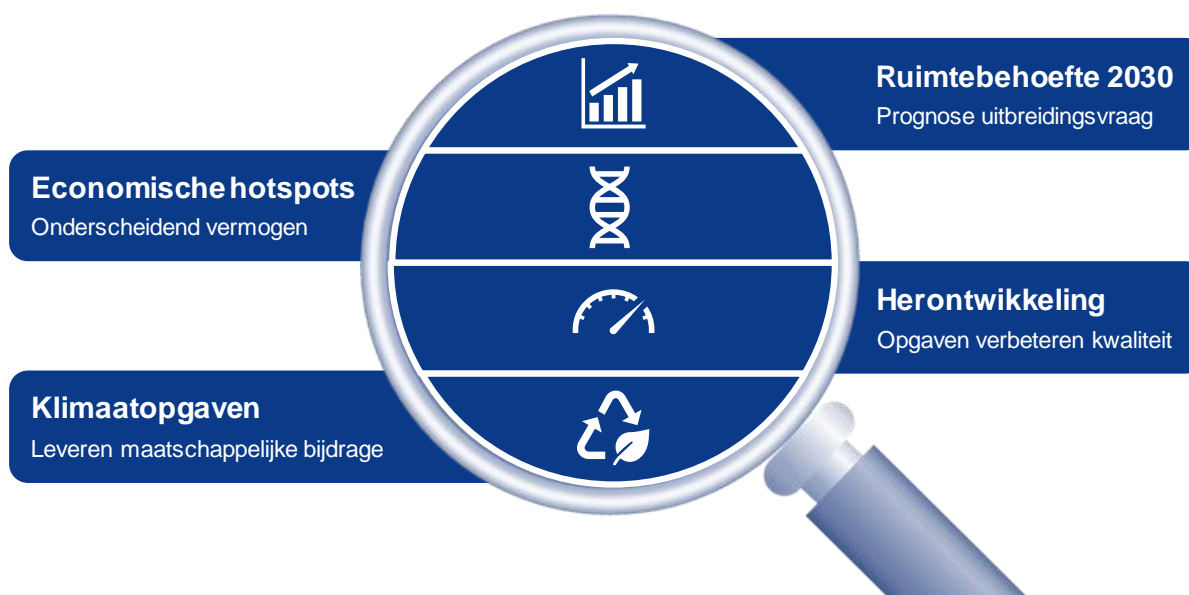 Ruimtebehoefte 2030
Prognose uitbreidingsvraag
Economische hotspots
Onderscheidend vermogen
Herontwikkeling
Opgaven verbeteren kwaliteit
Klimaatopgaven
Leveren maatschappelijke bijdrage